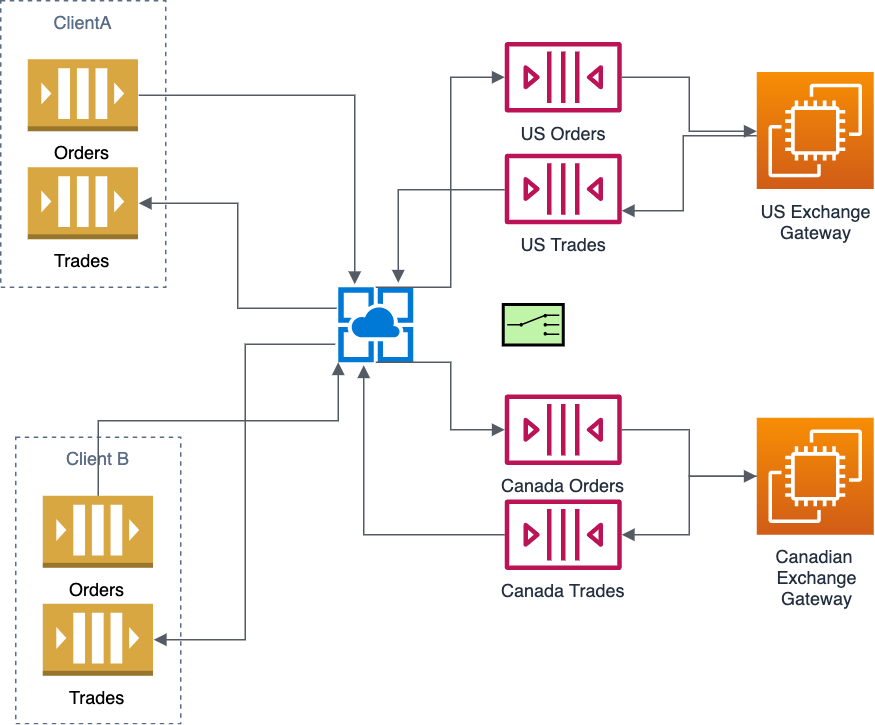 ClientA
Orders
Trades
Client B
Orders
Trades
US Orders
US Trades
Canada Orders
Canada Trades
US Exchange
Gateway
Canadian
Exchange
Gateway